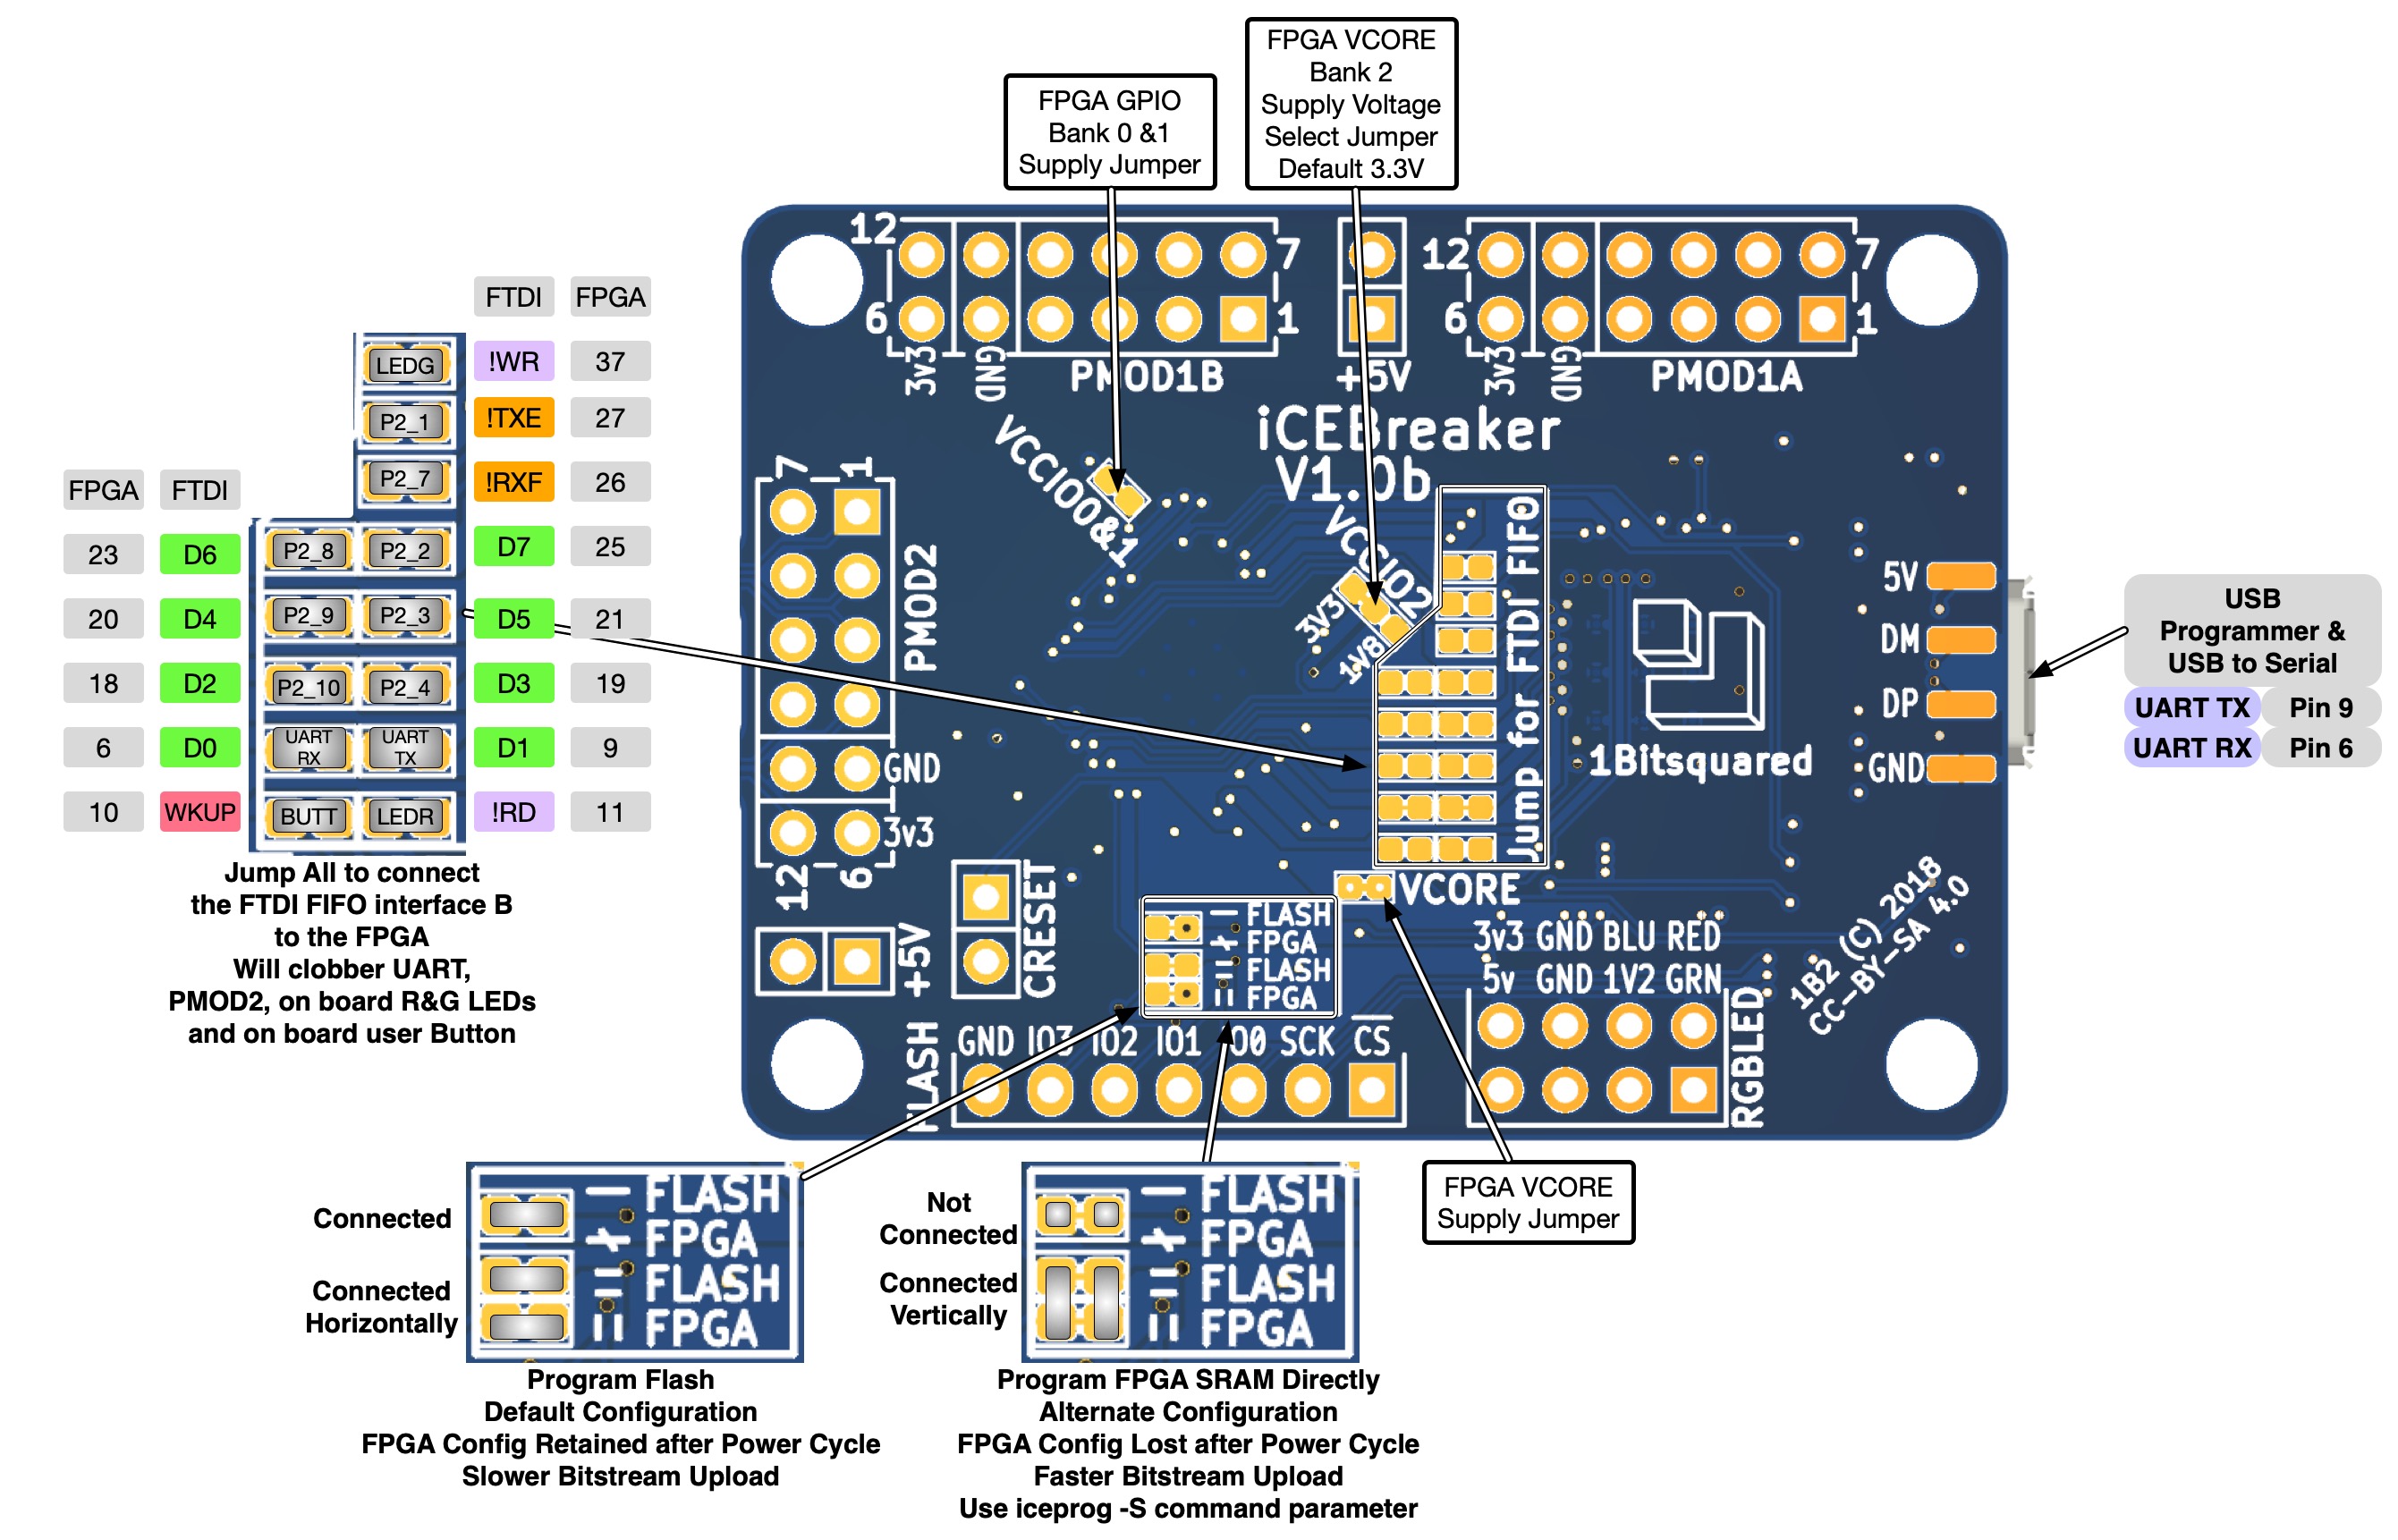 FPGA VCORE
Bank 2
Supply Voltage
Select Jumper
Default 3.3V
FPGA GPIO
Bank 0 &1
Supply Jumper
12
7
6
1
3v3
GND
PMOD1B
+5V
12
7
6
1
3v3
GND
PMOD1A
iCEBreaker
V1.0b
VCCIO0&1
VCCIO2
3V3
1V8
Jump for FTDI FIFO
7
1
PMOD2
GND
3v3
12
6
+5V
CRESET
VCORE
1Bitsquared
5V
DM
DP
GND
FLASH
FPGA
FLASH
FPGA
3v3 GND BLU RED
5v GND 1V2 GRN
RGBLED
1B2 (C) 2018
CC-BY-SA 4.0
FLASH
GND IO3 IO2 IO1 IO0 SCK CS
USB
Programmer &
USB to Serial
UART TX Pin 9
UART RX Pin 6
FTDI FPGA
LEDG !WR 37
P2_1 !TXE 27
P2_7 !RXF 26
FPGA FTDI
23 D6 P2_8 P2_2 D7 25
20 D4 P2_9 P2_3 D5 21
18 D2 P2_10 P2_4 D3 19
6 D0 UART RX UART TX D1 9
10 WKUP BUTT LEDR !RD 11
Jump All to connect
the FTDI FIFO interface B
to the FPGA
Will clobber UART,
PMOD2, on board R&G LEDs
and on board user Button
Connected
Connected
Horizontally
FLASH
FPGA
FLASH
FPGA
Program Flash
Default Configuration
FPGA Config Retained after Power Cycle
Slower Bitstream Upload
Not
Connected
Connected
Vertically
FLASH
FPGA
FLASH
FPGA
Program FPGA SRAM Directly
Alternate Configuration
FPGA Config Lost after Power Cycle
Faster Bitstream Upload
Use iceprog -S command parameter
FPGA VCORE
Supply Jumper